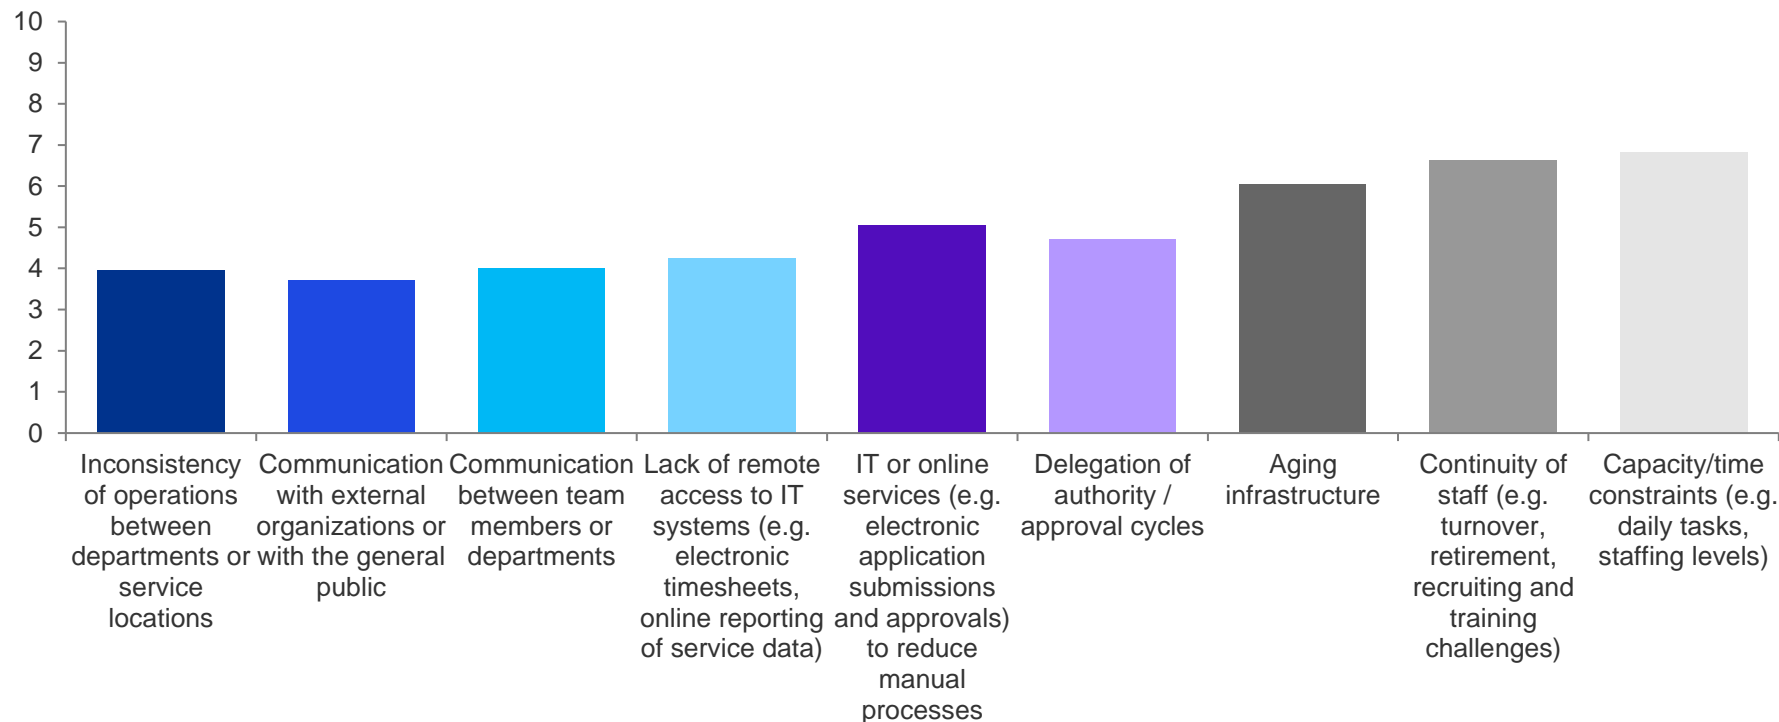 10
9
8
7
6
5
4
3
2
1
0
Inconsistency
of operations
between
departments or
service
locations
Communication
with external
organizations or
with the general
public
Communication
between team
members or
departments
Lack of remote
access to IT
systems (e.g.
electronic
timesheets,
online reporting
of service data)
IT or online
services (e.g.
electronic
application
submissions
and approvals)
to reduce
manual
processes
Delegation of
authority /
approval cycles
Aging
infrastructure
Continuity of
staff (e.g.
turnover,
retirement,
recruiting and
training
challenges)
Capacity/time
constraints (e.g.
daily tasks,
staffing levels)